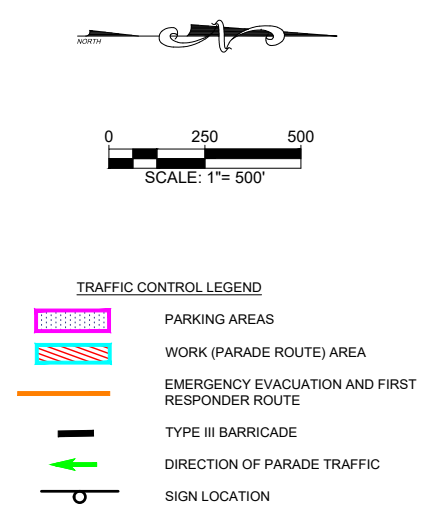 NORTH
0 250 500
SCALE: 1"= 500'
TRAFFIC CONTROL LEGEND
PARKING AREAS
WORK (PARADE ROUTE) AREA
EMERGENCY EVACUATION AND FIRST
RESPONDER ROUTE
TYPE III BARRICADE
DIRECTION OF PARADE TRAFFIC
SIGN LOCATION